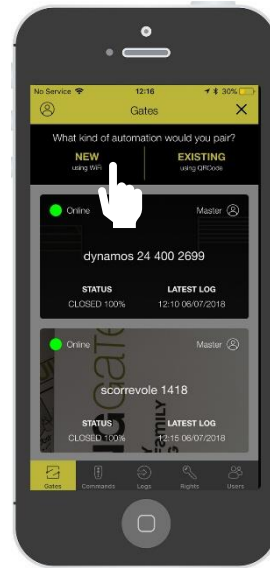 No Service 12:16 30%
Gates
What kind of automation would you pair?
NEW EXISTING
using WiFi using QRCode
Online Master
dynamos 24 400 2699
STATUS LATEST LOG
CLOSED 100% 12:10 06/07/2018
Online Master
scorrevole 1418
STATUS LATEST LOG
CLOSED 100% 12:15 06/07/2018
Gates Commands Logs Rights Users